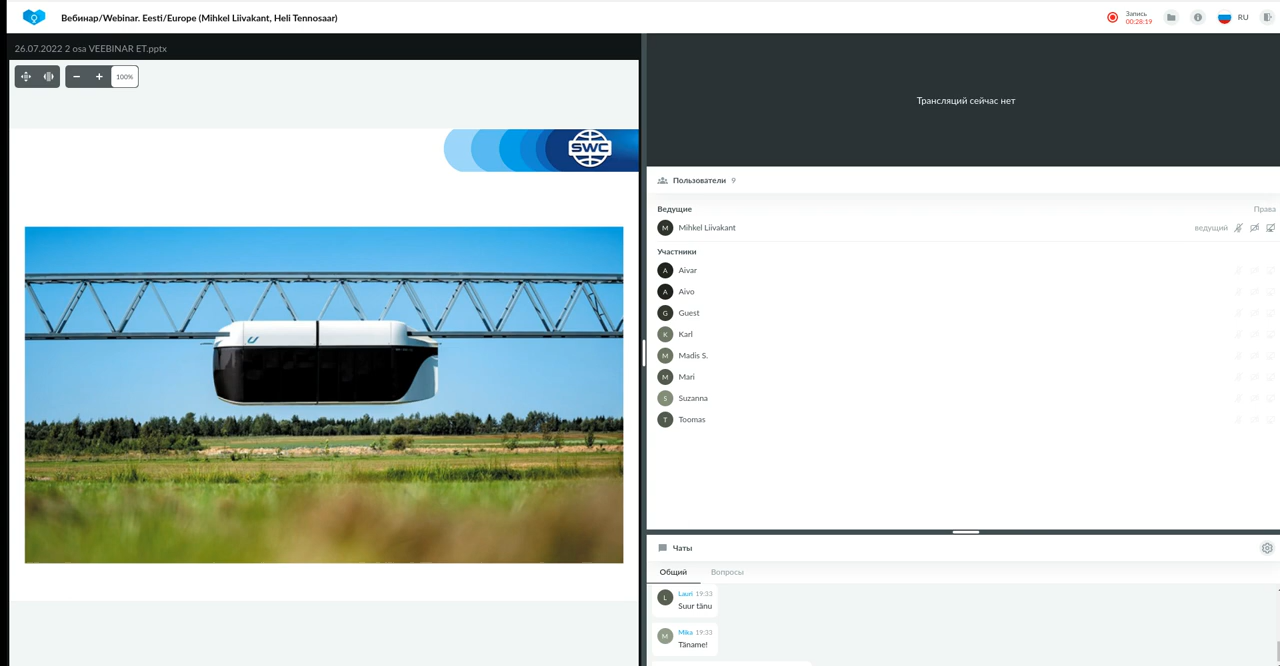 Вебинар/Webinar. Eesti/Europe (Mihkel Liivakant, Heli Tennosaar)
Запись
00:28:19
RU
26.07.2022 2 osa VEEBINAR ET.pptx
100%
SWC
Трансляций сейчас нет
Пользователи 9
Ведущие
Права
M Mihkel Liivakant
ведущий
Участники
A Aivar
A Aivo
G Guest
K Karl
M Madis S.
M Mari
S Suzanna
T Toomas
Чаты
Общий
Вопросы
L Lauri 19:33
Suur tänu
M Mika 19:33
Täname!